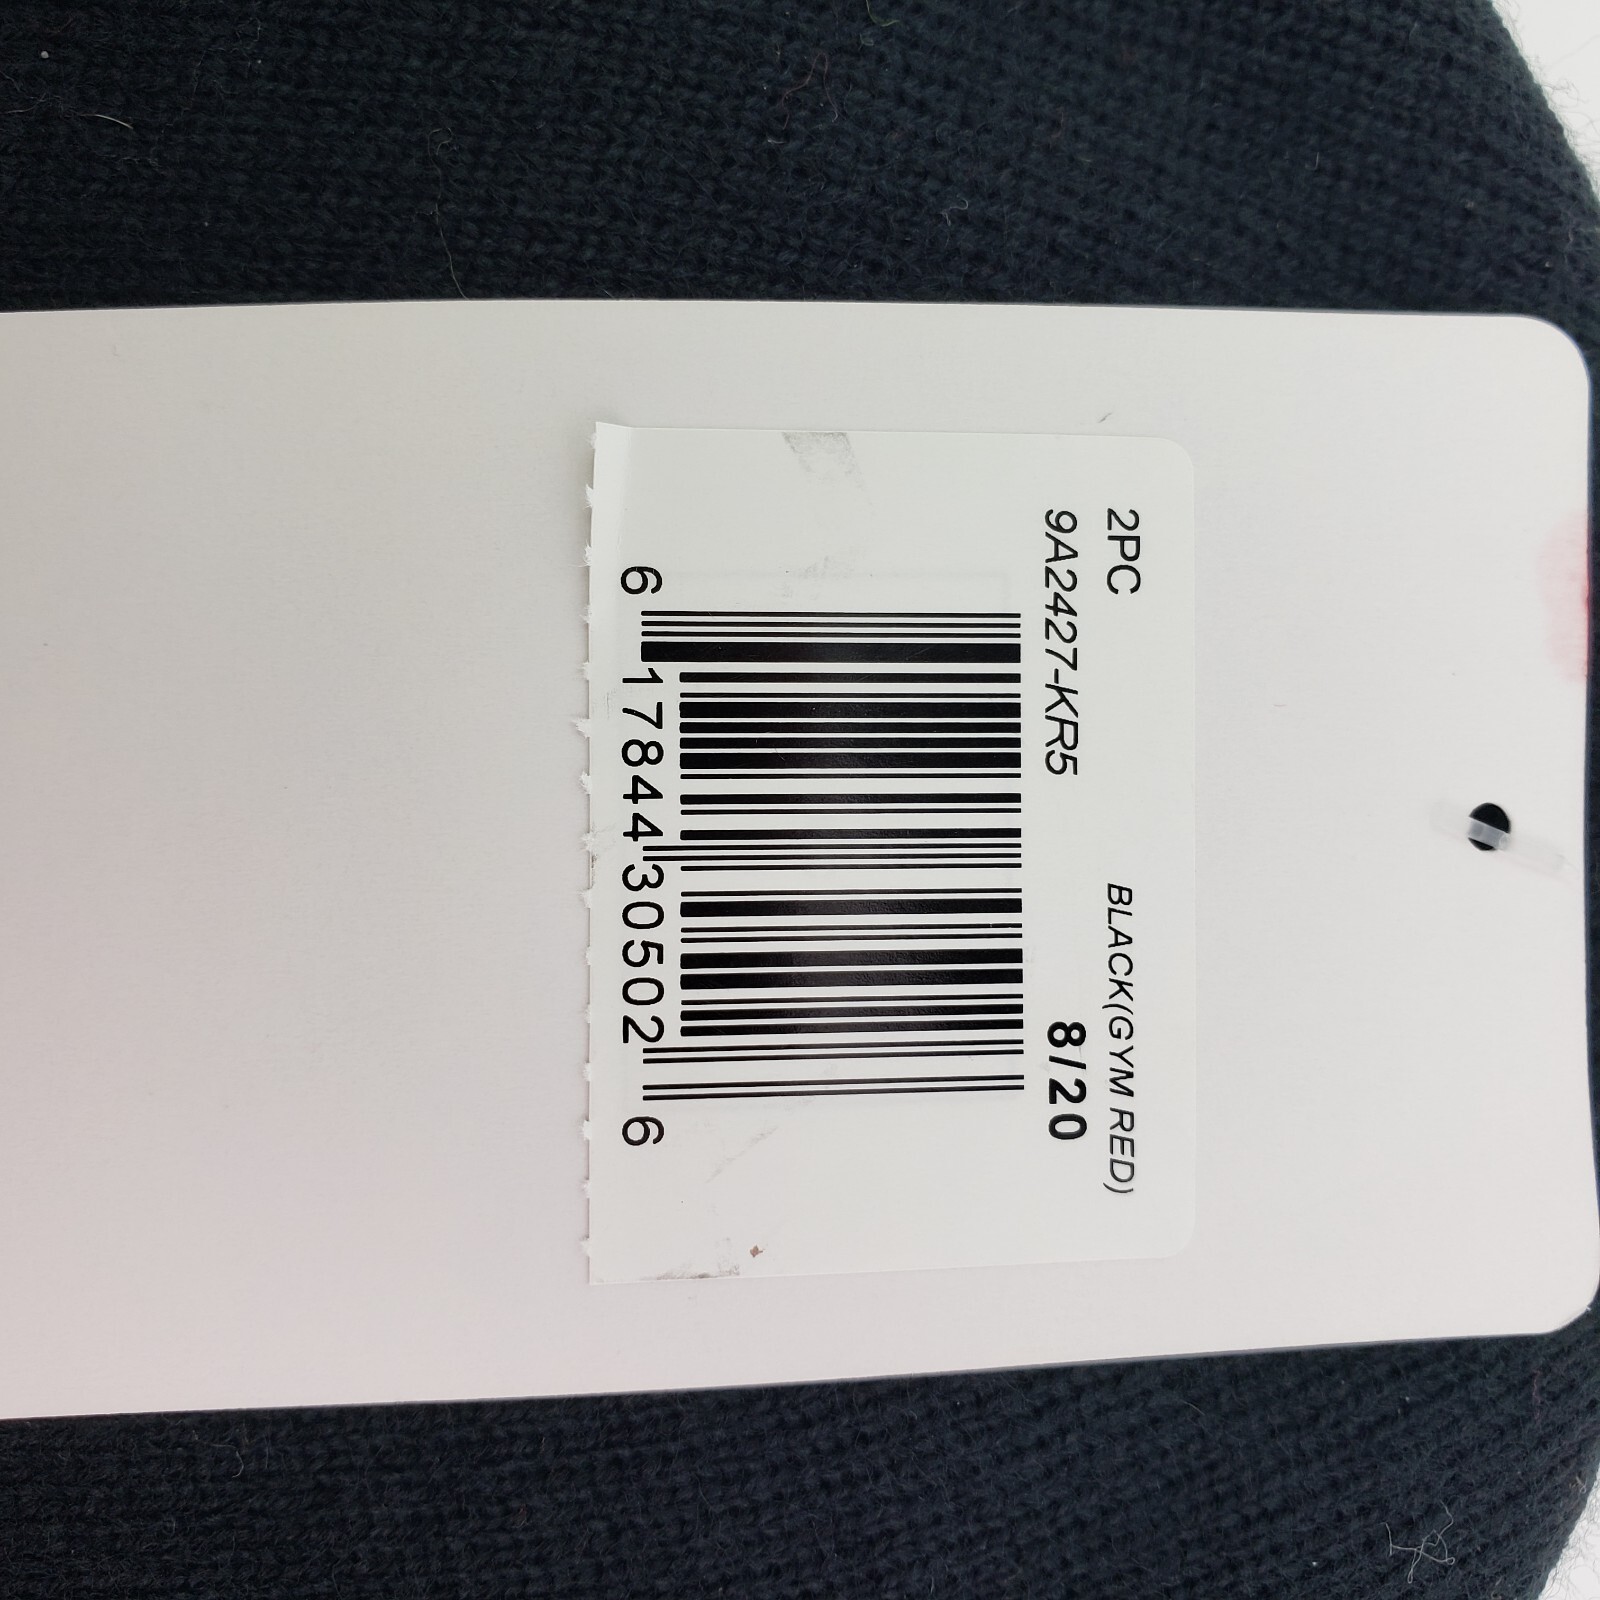 2PC BLACK(GYM RED)
9A2427-KR5 8/20
6 17844 30502 6